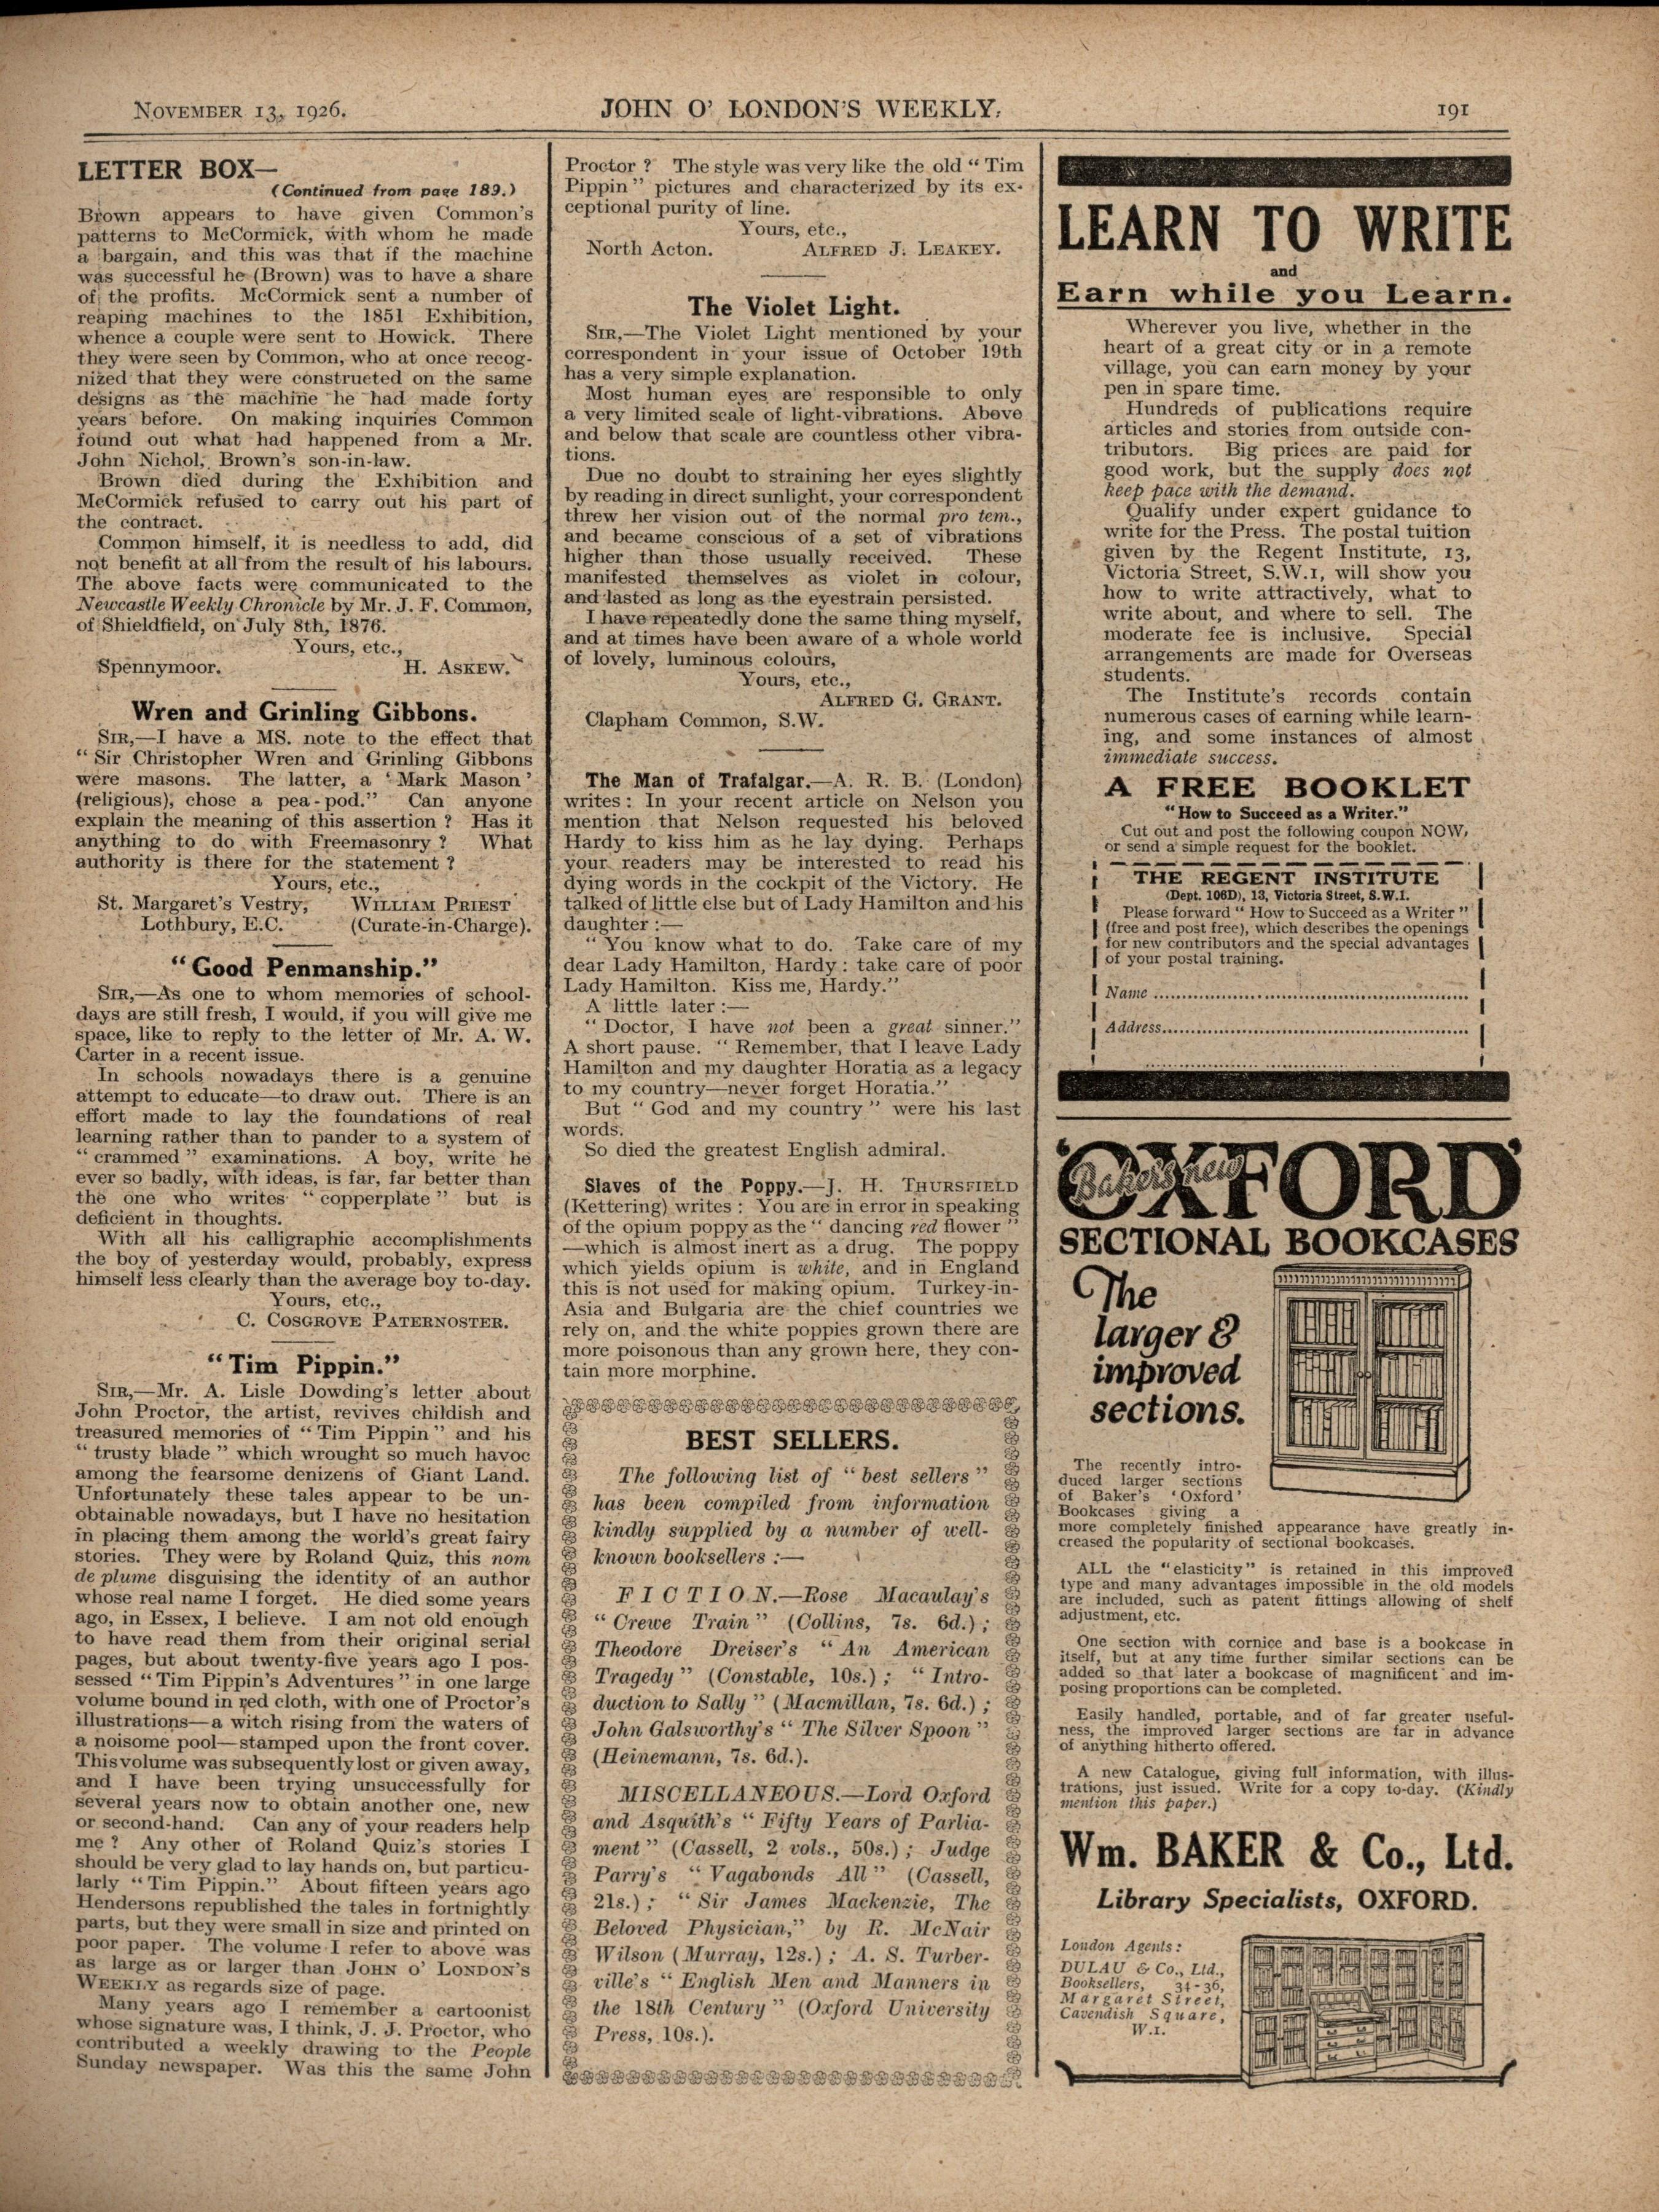 NOVEMBER 13, 1926.
JOHN O' LONDON'S WEEKLY.
191
LETTER BOX—
(Continued from page 189.)
Brown appears to have given Common's
patterns to McCormick, with whom he made
a bargain, and this was that if the machine
was successful he (Brown) was to have a share
of the profits. McCormick sent a number of
reaping machines to the 1851 Exhibition,
whence a couple were sent to Howick. There
they were seen by Common, who at once recog-
nized that they were constructed on the same
designs as the machine he had made forty
years before. On making inquiries Common
found out what had happened from a Mr.
John Nichol, Brown's son-in-law.
Brown died during the Exhibition and
McCormick refused to carry out his part of
the contract.
Common himself, it is needless to add, did
not benefit at all from the result of his labours.
The above facts were communicated to the
Newcastle Weekly Chronicle by Mr. J. F. Common,
of Shieldfield, on July 8th, 1876.
Yours, etc.,
Spennymoor. H. ASKEW.
Wren and Grinling Gibbons.
SIR,—I have a MS. note to the effect that
“ Sir Christopher Wren and Grinling Gibbons
were masons. The latter, a ‘ Mark Mason ’
(religious), chose a pea-pod.” Can anyone
explain the meaning of this assertion ? Has it
anything to do with Freemasonry ? What
authority is there for the statement ?
Yours, etc.,
St. Margaret's Vestry, WILLIAM PRIEST
Lothbury, E.C. (Curate-in-Charge).
“Good Penmanship.”
SIR,—As one to whom memories of school-
days are still fresh, I would, if you will give me
space, like to reply to the letter of Mr. A. W.
Carter in a recent issue.
In schools nowadays there is a genuine
attempt to educate—to draw out. There is an
effort made to lay the foundations of real
learning rather than to pander to a system of
“ crammed ” examinations. A boy, write he
ever so badly, with ideas, is far, far better than
the one who writes “ copperplate ” but is
deficient in thoughts.
With all his calligraphic accomplishments
the boy of yesterday would, probably, express
himself less clearly than the average boy to-day.
Yours, etc.,
C. COSGROVE PATERNOSTER.
“Tim Pippin.”
SIR,—Mr. A. Lisle Dowding's letter about
John Proctor, the artist, revives childish and
treasured memories of “ Tim Pippin ” and his
“ trusty blade ” which wrought so much havoc
among the fearsome denizens of Giant Land.
Unfortunately these tales appear to be un-
obtainable nowadays, but I have no hesitation
in placing them among the world's great fairy
stories. They were by Roland Quiz, this nom
de plume disguising the identity of an author
whose real name I forget. He died some years
ago, in Essex, I believe. I am not old enough
to have read them from their original serial
pages, but about twenty-five years ago I pos-
sessed “ Tim Pippin's Adventures ” in one large
volume bound in red cloth, with one of Proctor's
illustrations—a witch rising from the waters of
a noisome pool—stamped upon the front cover.
This volume was subsequently lost or given away,
and I have been trying unsuccessfully for
several years now to obtain another one, new
or second-hand. Can any of your readers help
me ? Any other of Roland Quiz's stories I
should be very glad to lay hands on, but particu-
larly “ Tim Pippin.” About fifteen years ago
Hendersons republished the tales in fortnightly
parts, but they were small in size and printed on
poor paper. The volume I refer to above was
as large as or larger than JOHN O' LONDON'S
WEEKLY as regards size of page.
Many years ago I remember a cartoonist
whose signature was, I think, J. J. Proctor, who
contributed a weekly drawing to the People
Sunday newspaper. Was this the same John
Proctor ? The style was very like the old “ Tim
Pippin ” pictures and characterized by its ex-
ceptional purity of line.
Yours, etc.,
North Acton. ALFRED J. LEAKEY.
The Violet Light.
SIR,—The Violet Light mentioned by your
correspondent in your issue of October 19th
has a very simple explanation.
Most human eyes are responsible to only
a very limited scale of light-vibrations. Above
and below that scale are countless other vibra-
tions.
Due no doubt to straining her eyes slightly
by reading in direct sunlight, your correspondent
threw her vision out of the normal pro tem.,
and became conscious of a set of vibrations
higher than those usually received. These
manifested themselves as violet in colour,
and lasted as long as the eyestrain persisted.
I have repeatedly done the same thing myself,
and at times have been aware of a whole world
of lovely, luminous colours,
Yours, etc.,
ALFRED G. GRANT.
Clapham Common, S.W.
The Man of Trafalgar.—A. R. B. (London)
writes : In your recent article on Nelson you
mention that Nelson requested his beloved
Hardy to kiss him as he lay dying. Perhaps
your readers may be interested to read his
dying words in the cockpit of the Victory. He
talked of little else but of Lady Hamilton and his
daughter :—
“ You know what to do. Take care of my
dear Lady Hamilton, Hardy : take care of poor
Lady Hamilton. Kiss me, Hardy.”
A little later :—
“ Doctor, I have not been a great sinner.”
A short pause. “ Remember, that I leave Lady
Hamilton and my daughter Horatia as a legacy
to my country—never forget Horatia.”
But “ God and my country ” were his last
words.
So died the greatest English admiral.
Slaves of the Poppy.—J. H. THURSFIELD
(Kettering) writes : You are in error in speaking
of the opium poppy as the “ dancing red flower ”
—which is almost inert as a drug. The poppy
which yields opium is white, and in England
this is not used for making opium. Turkey-in-
Asia and Bulgaria are the chief countries we
rely on, and the white poppies grown there are
more poisonous than any grown here, they con-
tain more morphine.
BEST SELLERS.
The following list of “ best sellers ”
has been compiled from information
kindly supplied by a number of well-
known booksellers :—
FICTION.—Rose Macaulay's
“ Crewe Train ” (Collins, 7s. 6d.) ;
Theodore Dreiser's “ An American
Tragedy ” (Constable, 10s.) ; “ Intro-
duction to Sally ” (Macmillan, 7s. 6d.) ;
John Galsworthy's “ The Silver Spoon ”
(Heinemann, 7s. 6d.).
MISCELLANEOUS.—Lord Oxford
and Asquith's “ Fifty Years of Parlia-
ment ” (Cassell, 2 vols., 50s.) ; Judge
Parry's “ Vagabonds All ” (Cassell,
21s.) ; “ Sir James Mackenzie, The
Beloved Physician,” by R. McNair
Wilson (Murray, 12s.) ; A. S. Turber-
ville's “ English Men and Manners in
the 18th Century ” (Oxford University
Press, 10s.).
LEARN TO WRITE
and
Earn while you Learn.
Wherever you live, whether in the
heart of a great city or in a remote
village, you can earn money by your
pen in spare time.
Hundreds of publications require
articles and stories from outside con-
tributors. Big prices are paid for
good work, but the supply does not
keep pace with the demand.
Qualify under expert guidance to
write for the Press. The postal tuition
given by the Regent Institute, 13,
Victoria Street, S.W.1, will show you
how to write attractively, what to
write about, and where to sell. The
moderate fee is inclusive. Special
arrangements are made for Overseas
students.
The Institute's records contain
numerous cases of earning while learn-
ing, and some instances of almost
immediate success.
A FREE BOOKLET
“How to Succeed as a Writer.”
Cut out and post the following coupon NOW,
or send a simple request for the booklet.
THE REGENT INSTITUTE
(Dept. 106D), 13, Victoria Street, S.W.1.
Please forward “ How to Succeed as a Writer ”
(free and post free), which describes the openings
for new contributors and the special advantages
of your postal training.
Name
Address
Baker's new
'OXFORD'
SECTIONAL BOOKCASES
The
larger &
improved
sections.
The recently intro-
duced larger sections
of Baker's ‘Oxford’
Bookcases giving a
more completely finished appearance have greatly in-
creased the popularity of sectional bookcases.
ALL the “elasticity” is retained in this improved
type and many advantages impossible in the old models
are included, such as patent fittings allowing of shelf
adjustment, etc.
One section with cornice and base is a bookcase in
itself, but at any time further similar sections can be
added so that later a bookcase of magnificent and im-
posing proportions can be completed.
Easily handled, portable, and of far greater useful-
ness, the improved larger sections are far in advance
of anything hitherto offered.
A new Catalogue, giving full information, with illus-
trations, just issued. Write for a copy to-day. (Kindly
mention this paper.)
Wm. BAKER & Co., Ltd.
Library Specialists, OXFORD.
London Agents :
DULAU & Co., Ltd.,
Booksellers, 34-36,
Margaret Street,
Cavendish Square,
W.1.